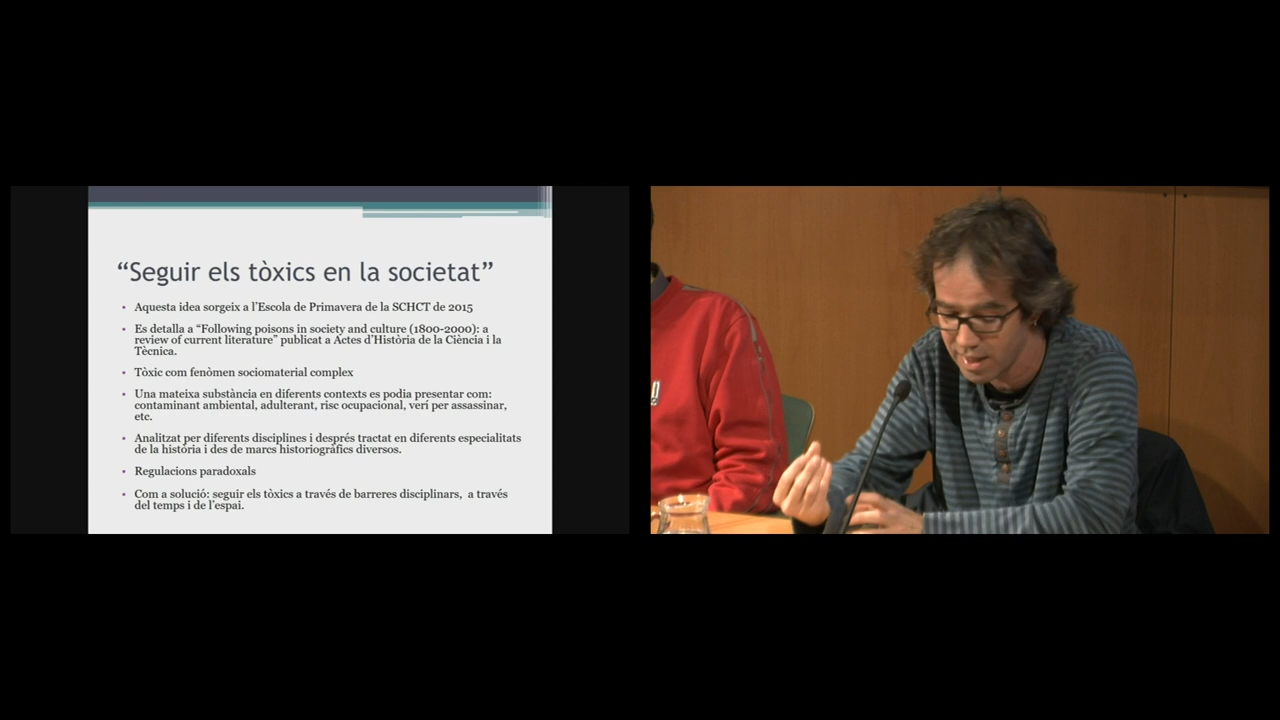 “Seguir els tòxics en la societat”
• Aquesta idea sorgeix a l’Escola de Primavera de la SCHCT de 2015
• Es detalla a “Following poisons in society and culture (1800-2000): a
review of current literature” publicat a Actes d’Història de la Ciència i la
Tècnica.
• Tòxic com fenòmen sociomaterial complex
• Una mateixa substància en diferents contexts es podia presentar com:
contaminant ambiental, adulterant, risc ocupacional, verí per assassinar,
etc.
• Analitzat per diferents disciplines i després tractat en diferents especialitats
de la història i des de marcs historiogràfics diversos.
• Regulacions paradoxals
• Com a solució: seguir els tòxics a través de barreres disciplinars, a través
del temps i de l’espai.